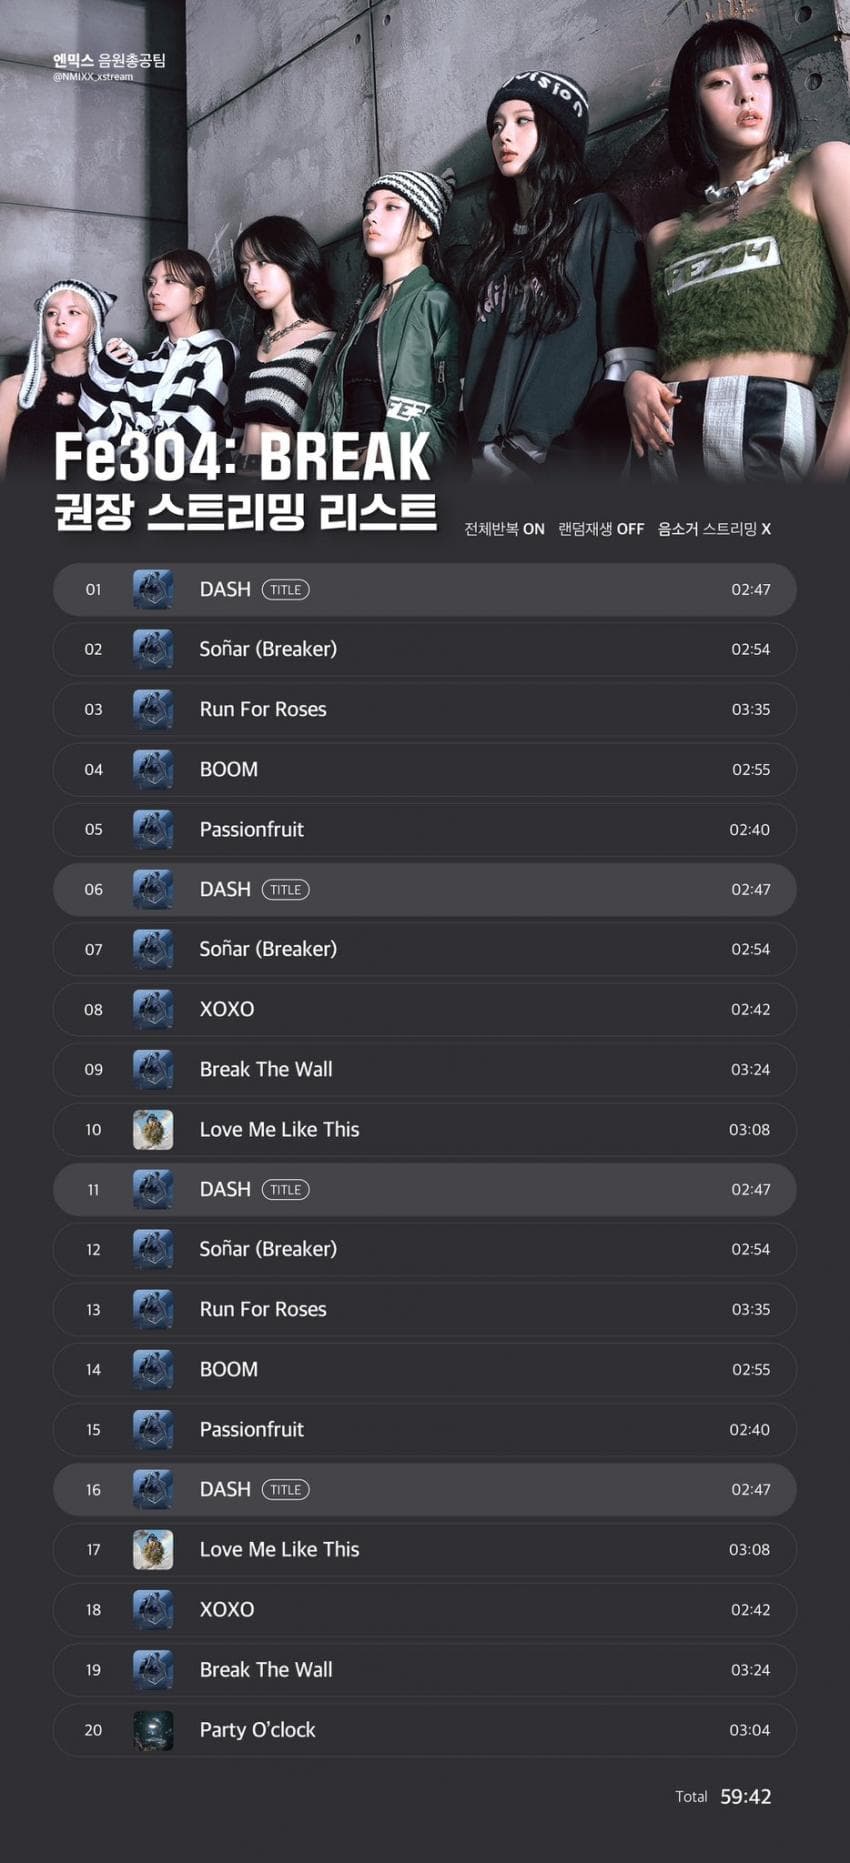 엔믹스 음원총공팀
@NMIXX_xstream
vision
FE3O4
FE3
Fe3O4: BREAK
권장 스트리밍 리스트
전체반복 ON 랜덤재생 OFF 음소거 스트리밍 X
01 DASH TITLE 02:47
02 Soñar (Breaker) 02:54
03 Run For Roses 03:35
04 BOOM 02:55
05 Passionfruit 02:40
06 DASH TITLE 02:47
07 Soñar (Breaker) 02:54
08 XOXO 02:42
09 Break The Wall 03:24
10 Love Me Like This 03:08
11 DASH TITLE 02:47
12 Soñar (Breaker) 02:54
13 Run For Roses 03:35
14 BOOM 02:55
15 Passionfruit 02:40
16 DASH TITLE 02:47
17 Love Me Like This 03:08
18 XOXO 02:42
19 Break The Wall 03:24
20 Party O'clock 03:04
Total 59:42